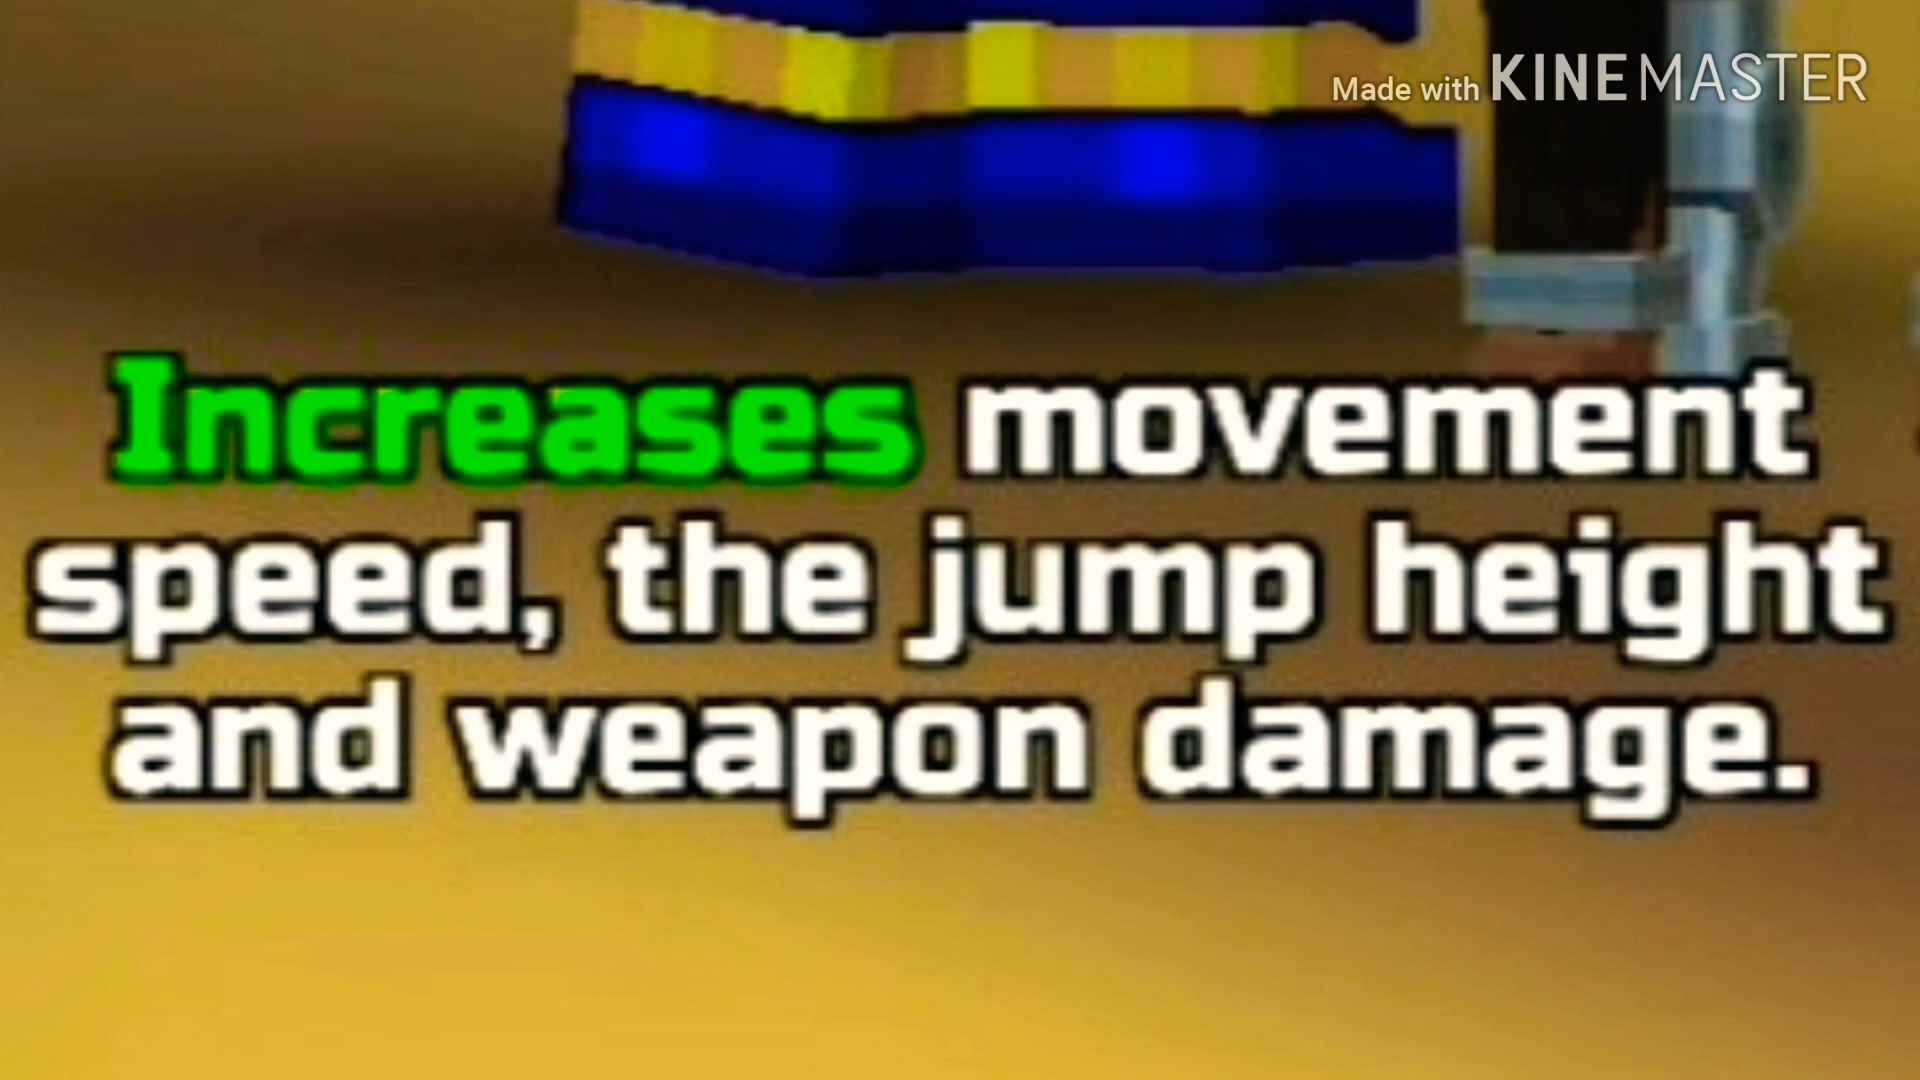 Made with KINEMASTER
Increases movement
speed, the jump height
and weapon damage.